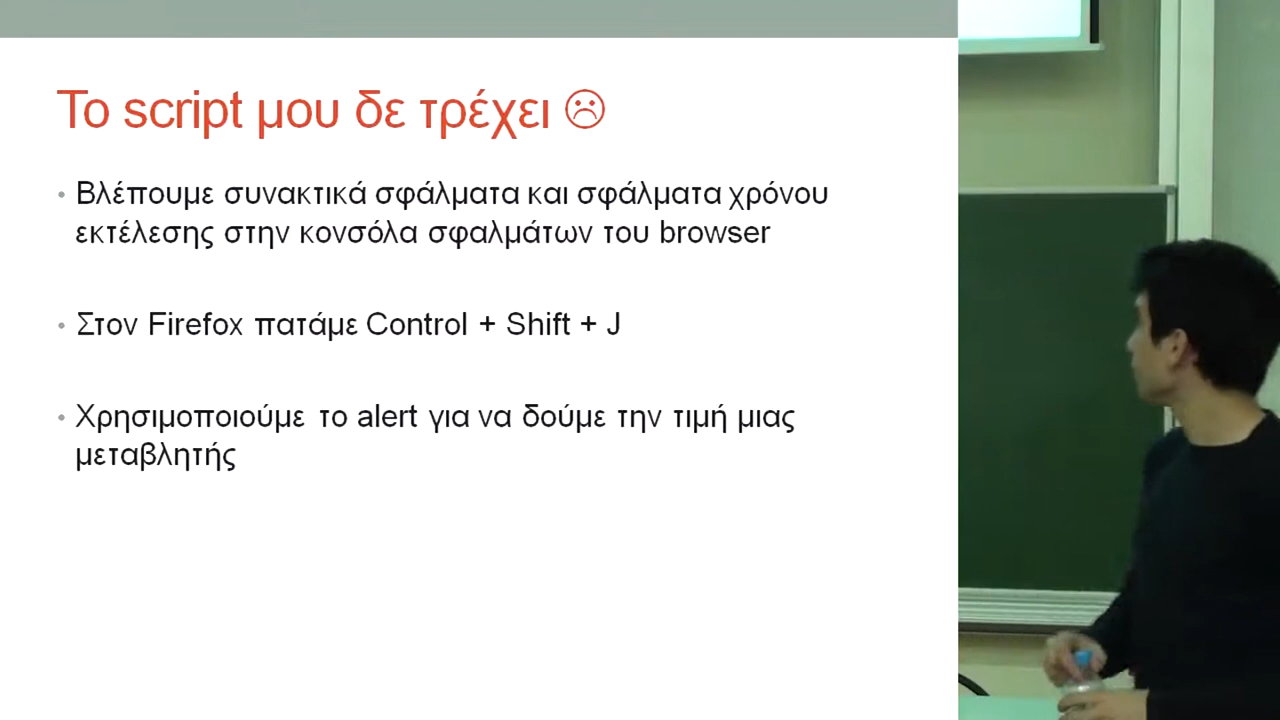 Το script μου δε τρέχει ☹
• Βλέπουμε συνακτικά σφάλματα και σφάλματα χρόνου
εκτέλεσης στην κονσόλα σφαλμάτων του browser
• Στον Firefox πατάμε Control + Shift + J
• Χρησιμοποιούμε το alert για να δούμε την τιμή μιας
μεταβλητής